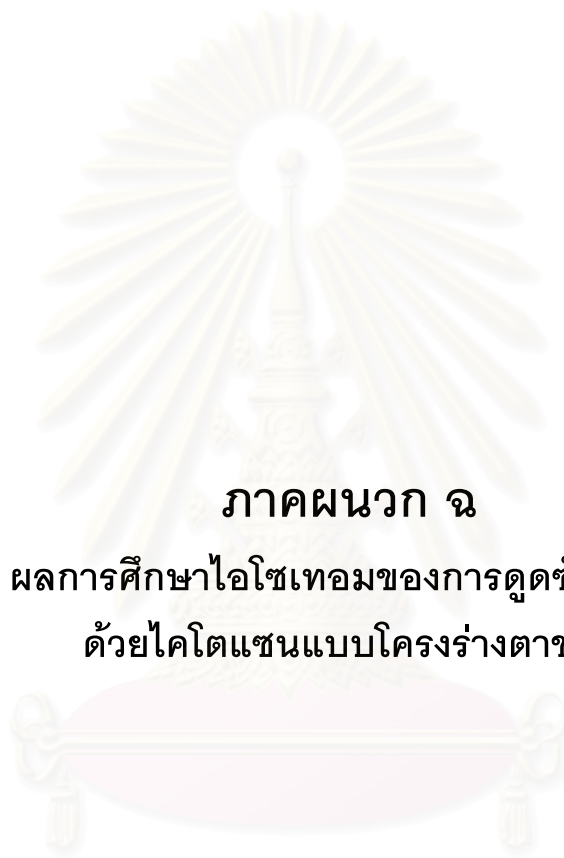 ภาคผนวก ฉ
ผลการศึกษาไอโซเทอมของการดูดซ
ด้วยไคโตแซนแบบโครงร่างตาข